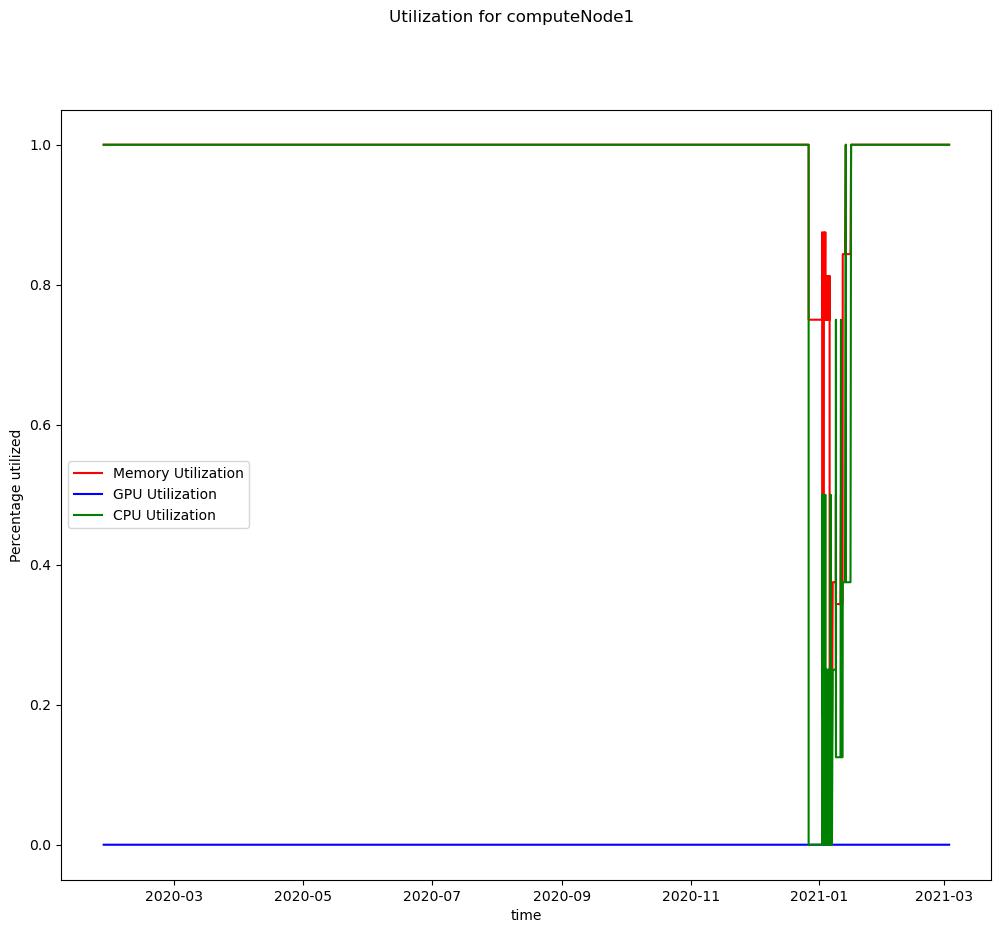 Utilization for computeNode1
1.0
0.8
0.6
0.4
0.2
0.0
Percentage utilized
Memory Utilization
GPU Utilization
CPU Utilization
2020-03 2020-05 2020-07 2020-09 2020-11 2021-01 2021-03
time